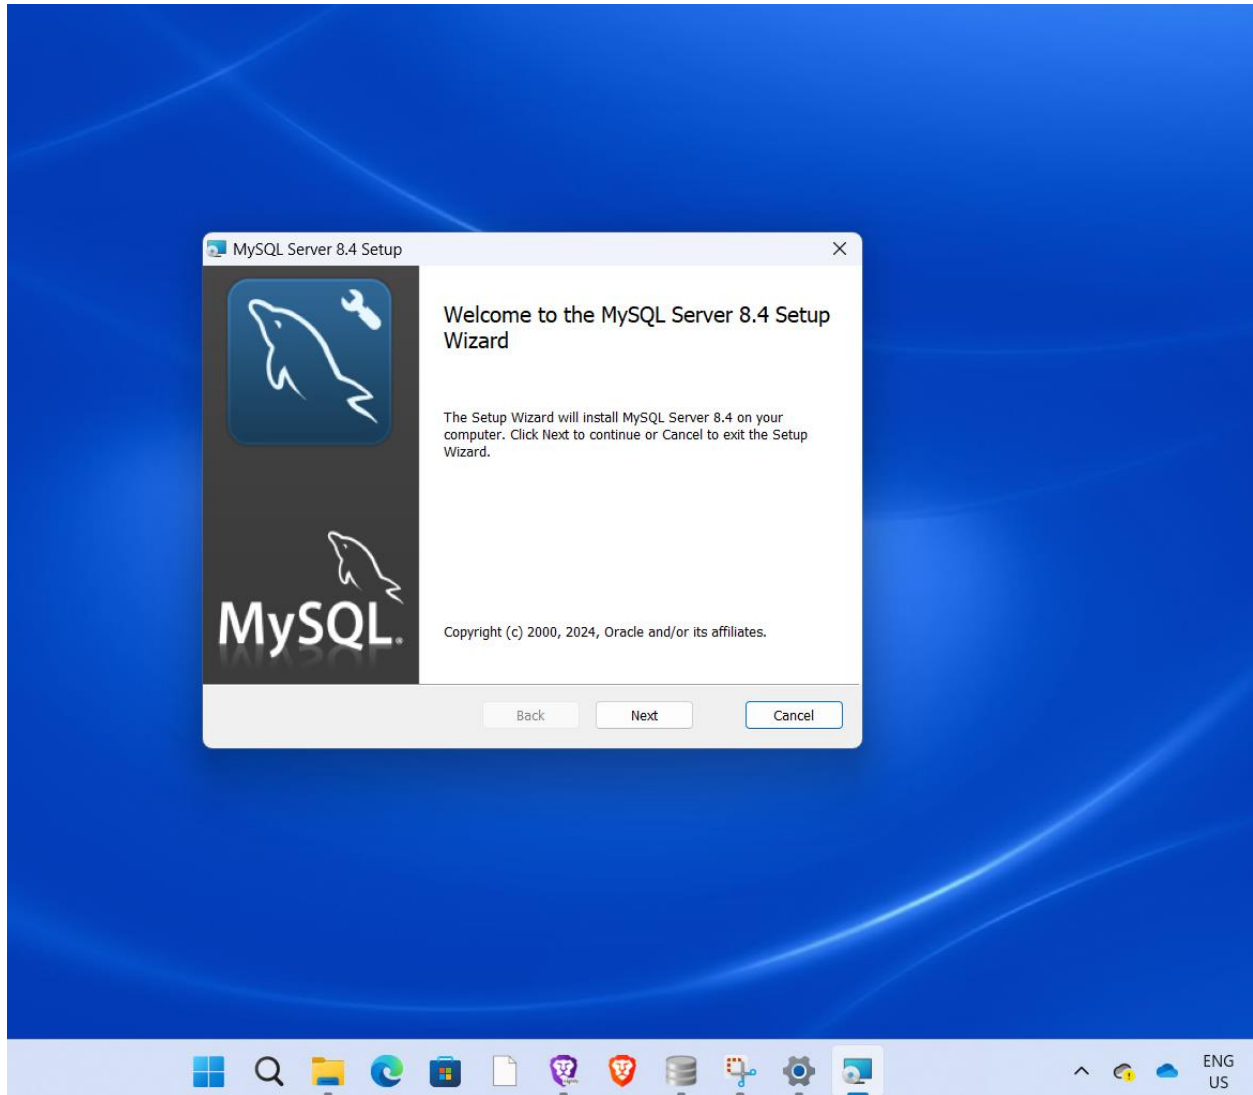 MySQL Server 8.4 Setup
Welcome to the MySQL Server 8.4 Setup
Wizard
The Setup Wizard will install MySQL Server 8.4 on your
computer. Click Next to continue or Cancel to exit the Setup
Wizard.
MySQL.
Copyright (c) 2000, 2024, Oracle and/or its affiliates.
Back
Next
Cancel
ENG
US